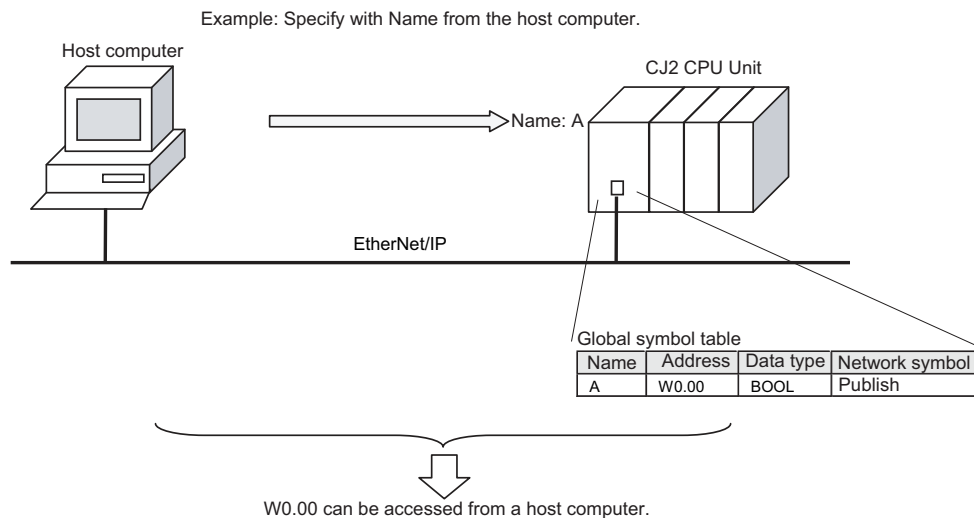 Example: Specify with Name from the host computer.
Host computer
CJ2 CPU Unit
Name: A
EtherNet/IP
Global symbol table
Name Address Data type Network symbol
A W0.00 BOOL Publish
W0.00 can be accessed from a host computer.